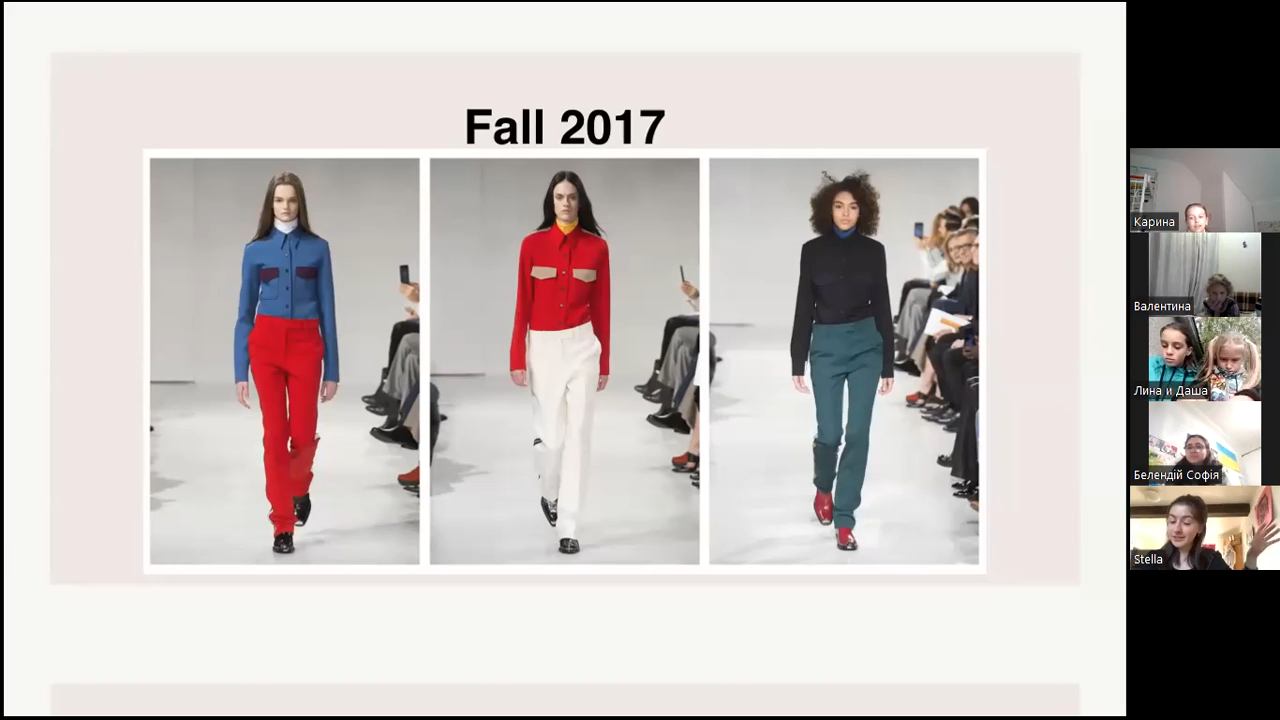 Fall 2017
Карина
Валентина
Лина и Даша
Белендій Софія
Stella